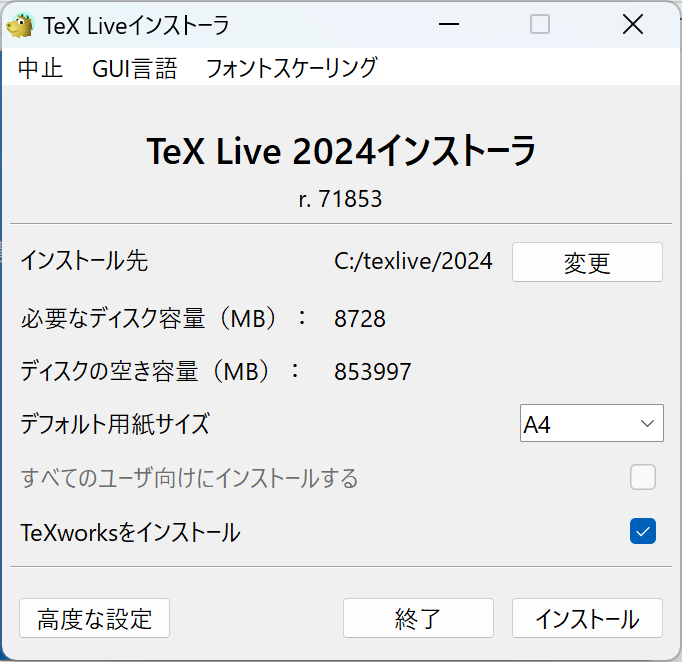 TeX Liveインストーラ
中止 GUI言語 フォントスケーリング
TeX Live 2024インストーラ
r. 71853
インストール先 C:/texlive/2024 変更
必要なディスク容量（MB）： 8728
ディスクの空き容量（MB）： 853997
デフォルト用紙サイズ A4
すべてのユーザ向けにインストールする
TeXworksをインストール
高度な設定 終了 インストール